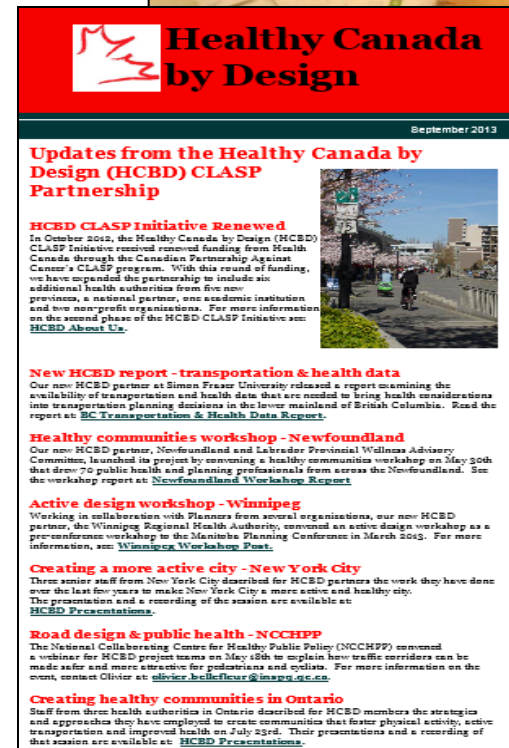 Healthy Canada
by Design
September 2013
Updates from the Healthy Canada by
Design (HCBD) CLASP
Partnership
HCBD CLASP Initiative Renewed
In October 2012, the Healthy Canada by Design (HCBD)
CLASP Initiative received renewed funding from Health
Canada through the Canadian Partnership Against
Cancer's CLASP program. With this round of funding,
we have expanded the partnership to include six
additional health authorities from five new
provinces, a national partner, one academic institution
and two non-profit organizations. For more information
on the second phase of the HCBD CLASP Initiative see:
HCBD About Us.
New HCBD report - transportation & health data
Our new HCBD partner at Simon Fraser University released a report examining the
availability of transportation and health data that are needed to bring health considerations
into transportation planning decisions in the lower mainland of British Columbia. Read the
report at: BC Transportation & Health Data Report.
Healthy communities workshop - Newfoundland
Our new HCBD partner, Newfoundland and Labrador Provincial Wellness Advisory
Committee, launched its project by convening a healthy communities workshop on May 30th
that drew 70 public health and planning professionals from across the Newfoundland. See
the workshop report at: Newfoundland Workshop Report
Active design workshop - Winnipeg
Working in collaboration with Planners from several organizations, our new HCBD
partner, the Winnipeg Regional Health Authority, convened an active design workshop as a
pre-conference workshop to the Manitoba Planning Conference in March 2013. For more
information, see: Winnipeg Workshop Post.
Creating a more active city - New York City
Three senior staff from New York City described for HCBD partners the work they have done
over the last few years to make New York City a more active and healthy city.
The presentation and a recording of the session are available at:
HCBD Presentations.
Road design & public health - NCCHPP
The National Collaborating Centre for Healthy Public Policy (NCCHPP) convened
a webinar for HCBD project teams on May 18th to explain how traffic corridors can be
made safer and more attractive for pedestrians and cyclists. For more information on the
event, contact Olivier at: olivier.bellefleur@inspq.qc.ca.
Creating healthy communities in Ontario
Staff from three health authorities in Ontario described for HCBD members the strategies
and approaches they have employed to create communities that foster physical activity, active
transportation and improved health on July 23rd. Their presentations and a recording of
that session are available at: HCBD Presentations.